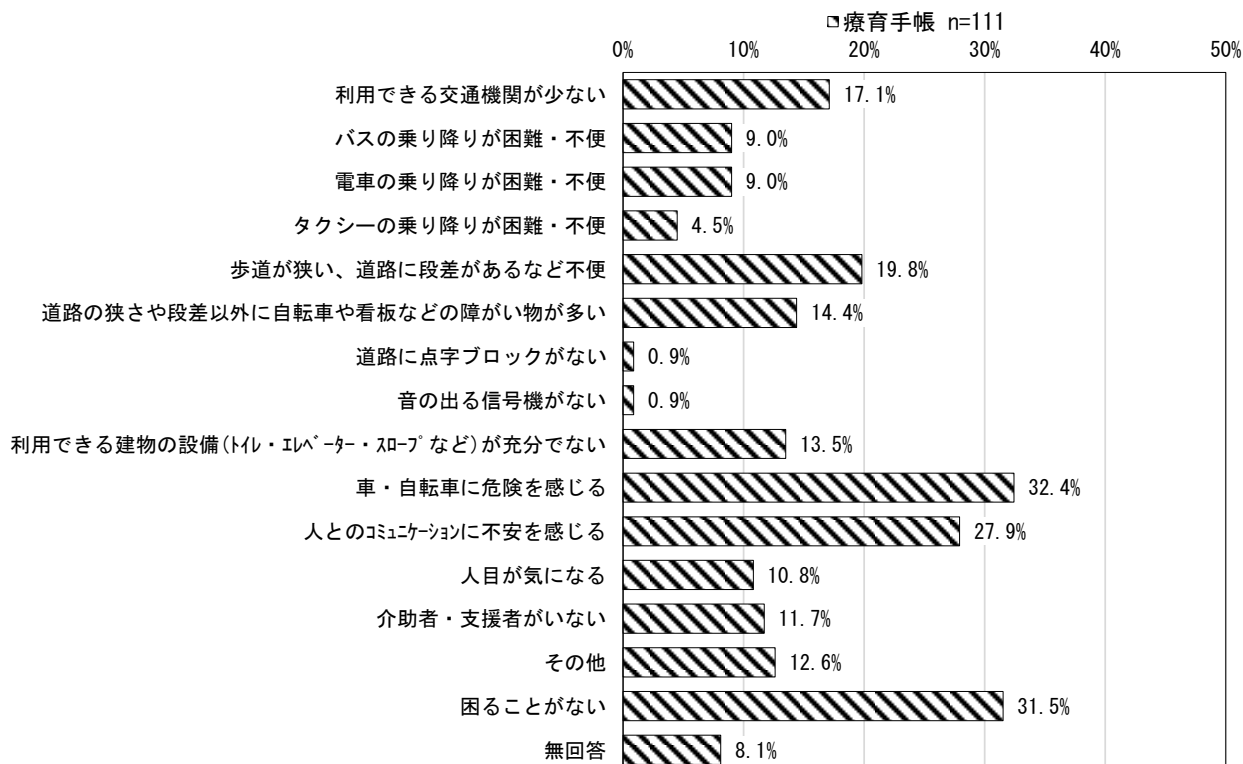 療育手帳 n=111
0% 10% 20% 30% 40% 50%
利用できる交通機関が少ない 17.1%
バスの乗り降りが困難・不便 9.0%
電車の乗り降りが困難・不便 9.0%
タクシーの乗り降りが困難・不便 4.5%
歩道が狭い、道路に段差があるなど不便 19.8%
道路の狭さや段差以外に自転車や看板などの障がい物が多い 14.4%
道路に点字ブロックがない 0.9%
音の出る信号機がない 0.9%
利用できる建物の設備(ﾄｲﾚ・ｴﾚﾍﾞｰﾀｰ・ｽﾛｰﾌﾟなど)が充分でない 13.5%
車・自転車に危険を感じる 32.4%
人とのｺﾐｭﾆｹｰｼｮﾝに不安を感じる 27.9%
人目が気になる 10.8%
介助者・支援者がいない 11.7%
その他 12.6%
困ることがない 31.5%
無回答 8.1%